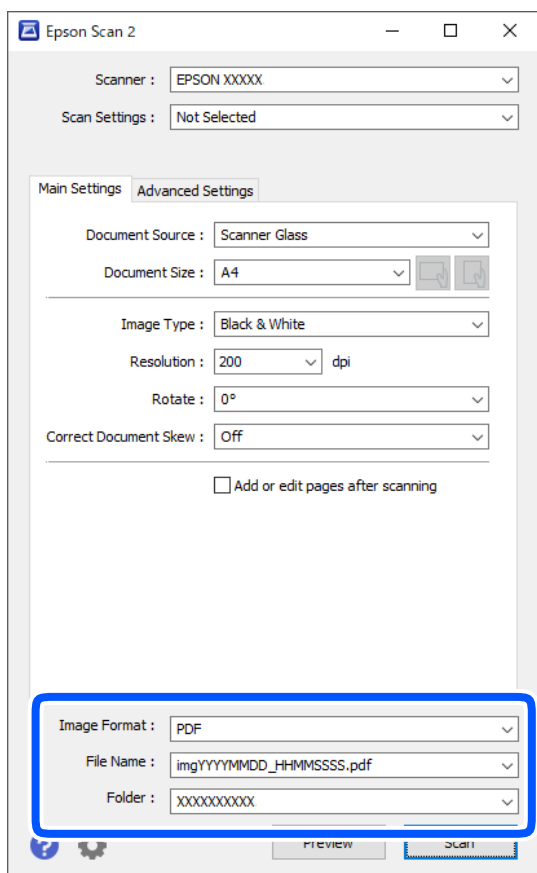 Epson Scan 2
Scanner : EPSON XXXXX
Scan Settings : Not Selected
Main Settings Advanced Settings
Document Source : Scanner Glass
Document Size : A4
Image Type : Black & White
Resolution : 200 dpi
Rotate : 0°
Correct Document Skew : Off
Add or edit pages after scanning
Image Format : PDF
File Name : imgYYYYMMDD_HHMMSSSS.pdf
Folder : XXXXXXXXXX
? Preview Scan